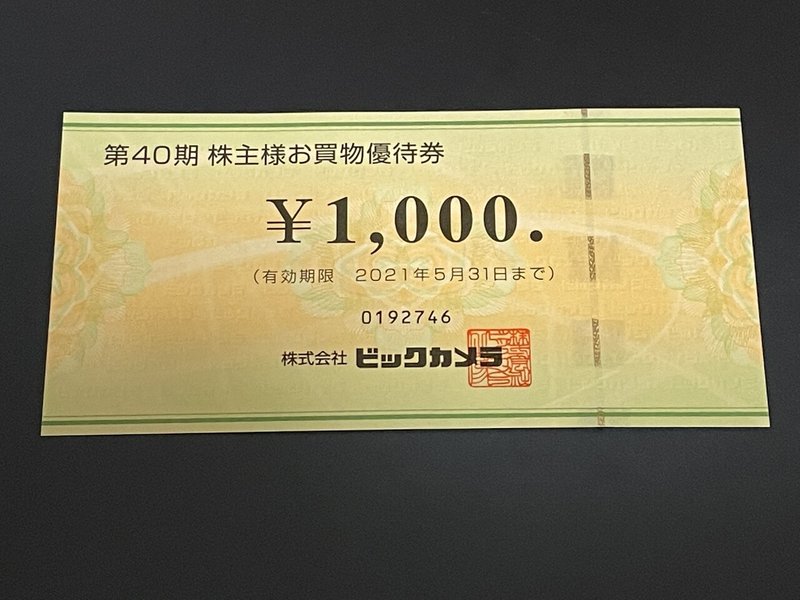 第40期 株主様お買物優待券
¥1,000.
(有効期限 2021年5月31日まで)
0192746
株式会社 ビックカメラ